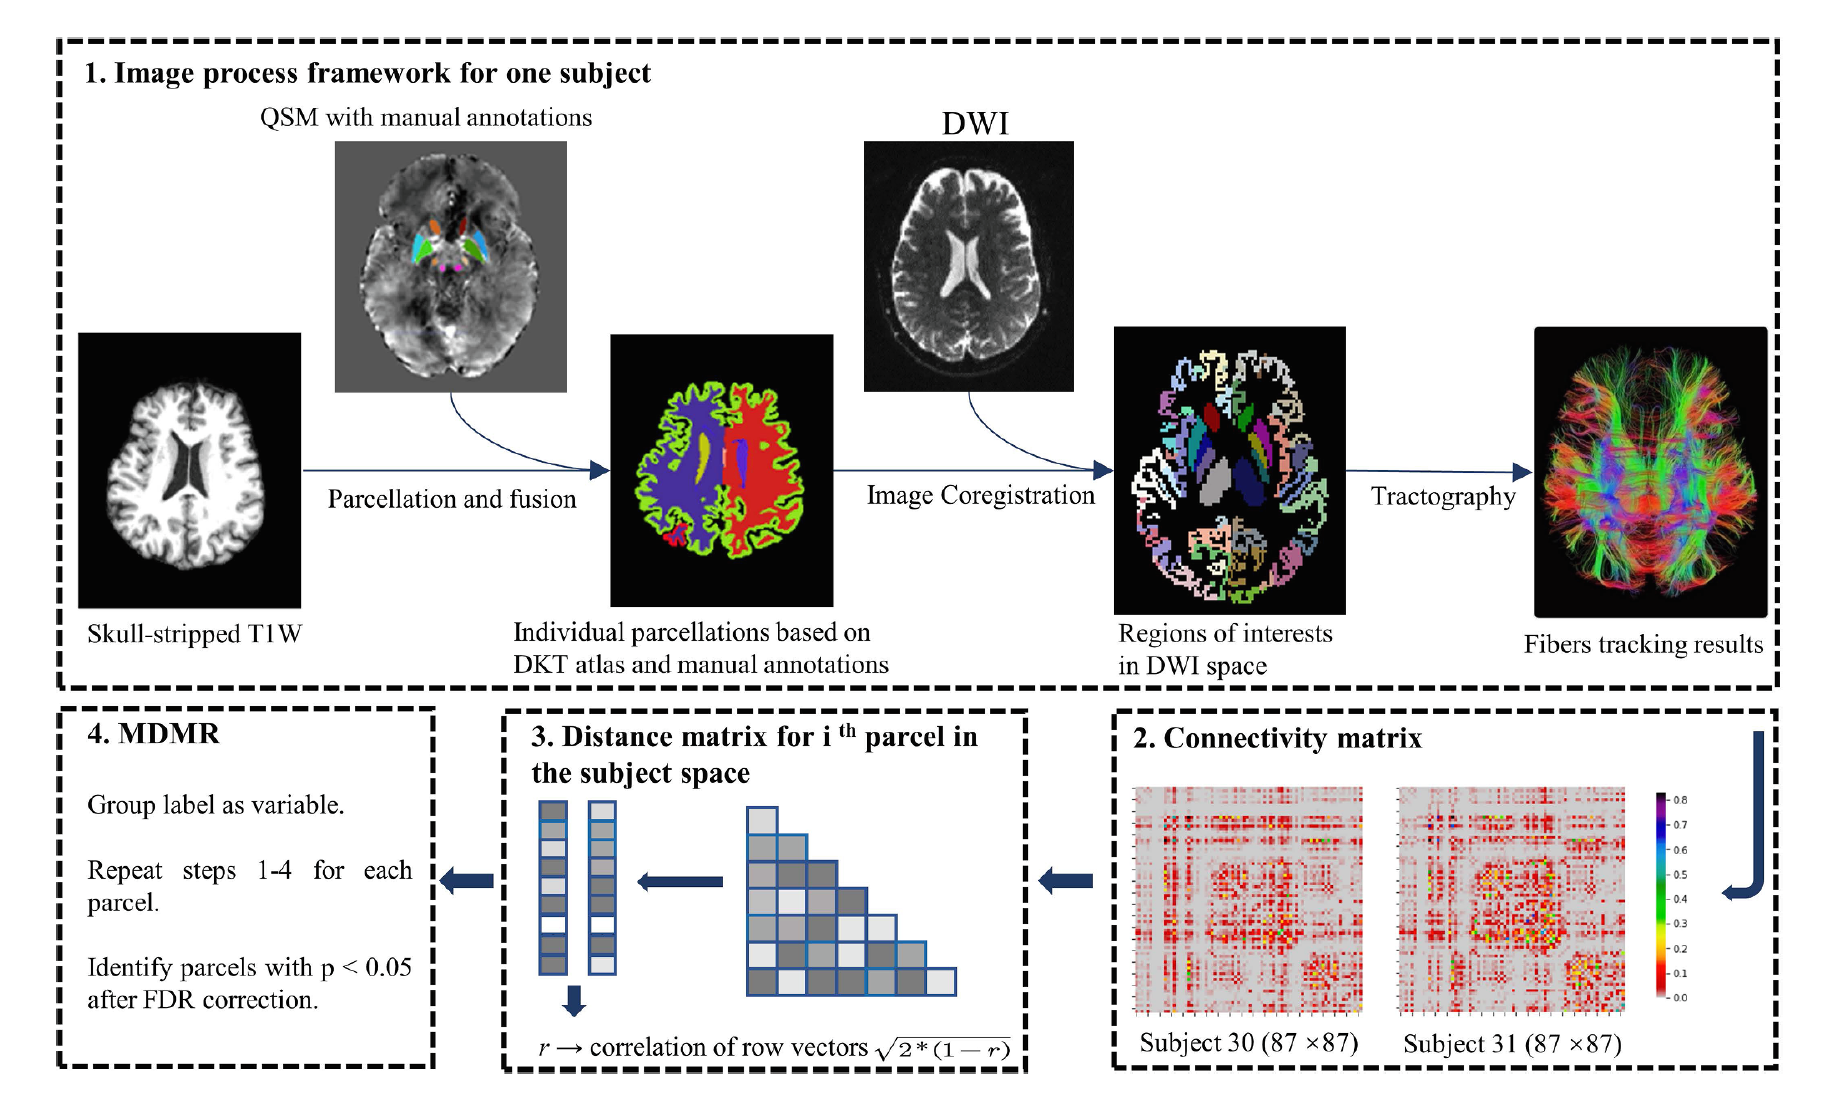 1. Image process framework for one subject
QSM with manual annotations
DWI
Parcellation and fusion
Image Coregistration
Tractography
Skull-stripped T1W
Individual parcellations based on
DKT atlas and manual annotations
Regions of interests
in DWI space
Fibers tracking results
4. MDMR
Group label as variable.
Repeat steps 1-4 for each
parcel.
Identify parcels with p < 0.05
after FDR correction.
3. Distance matrix for i th parcel in
the subject space
r → correlation of row vectors √2*(1−r)
2. Connectivity matrix
0.8
0.7
0.6
0.5
0.4
0.3
0.2
0.1
0.0
Subject 30 (87 ×87)
Subject 31 (87 ×87)